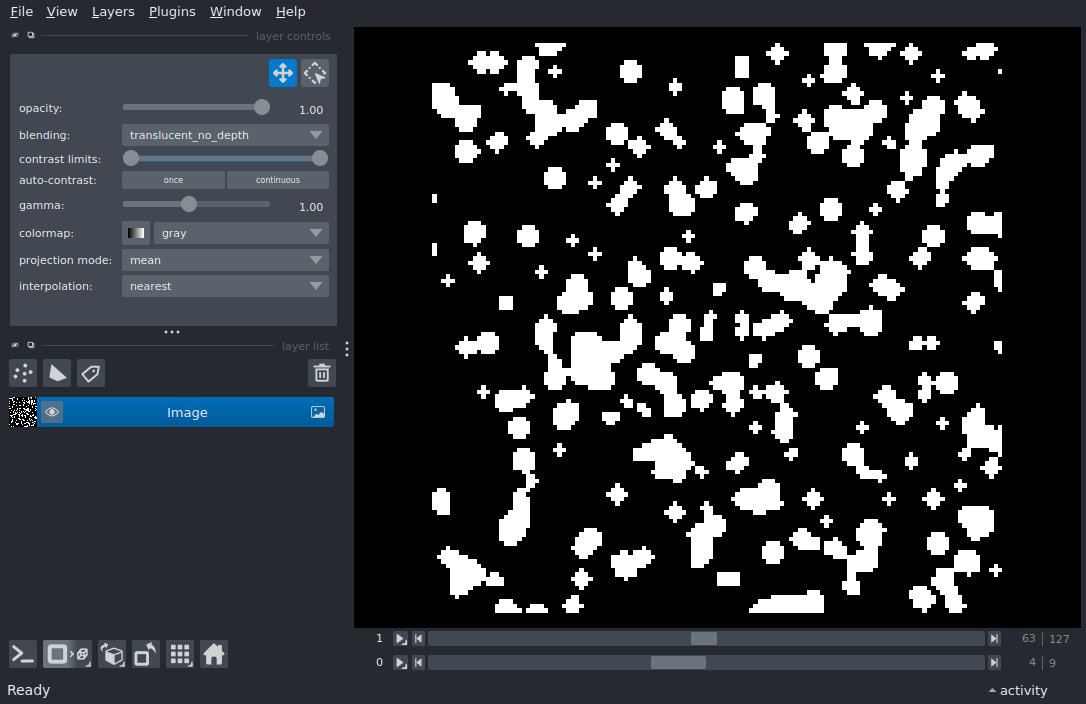 File View Layers Plugins Window Help
layer controls
opacity: 1.00
blending: translucent_no_depth
contrast limits:
auto-contrast: once continuous
gamma: 1.00
colormap: gray
projection mode: mean
interpolation: nearest
layer list
Image
1 63 127
0 4 9
Ready activity